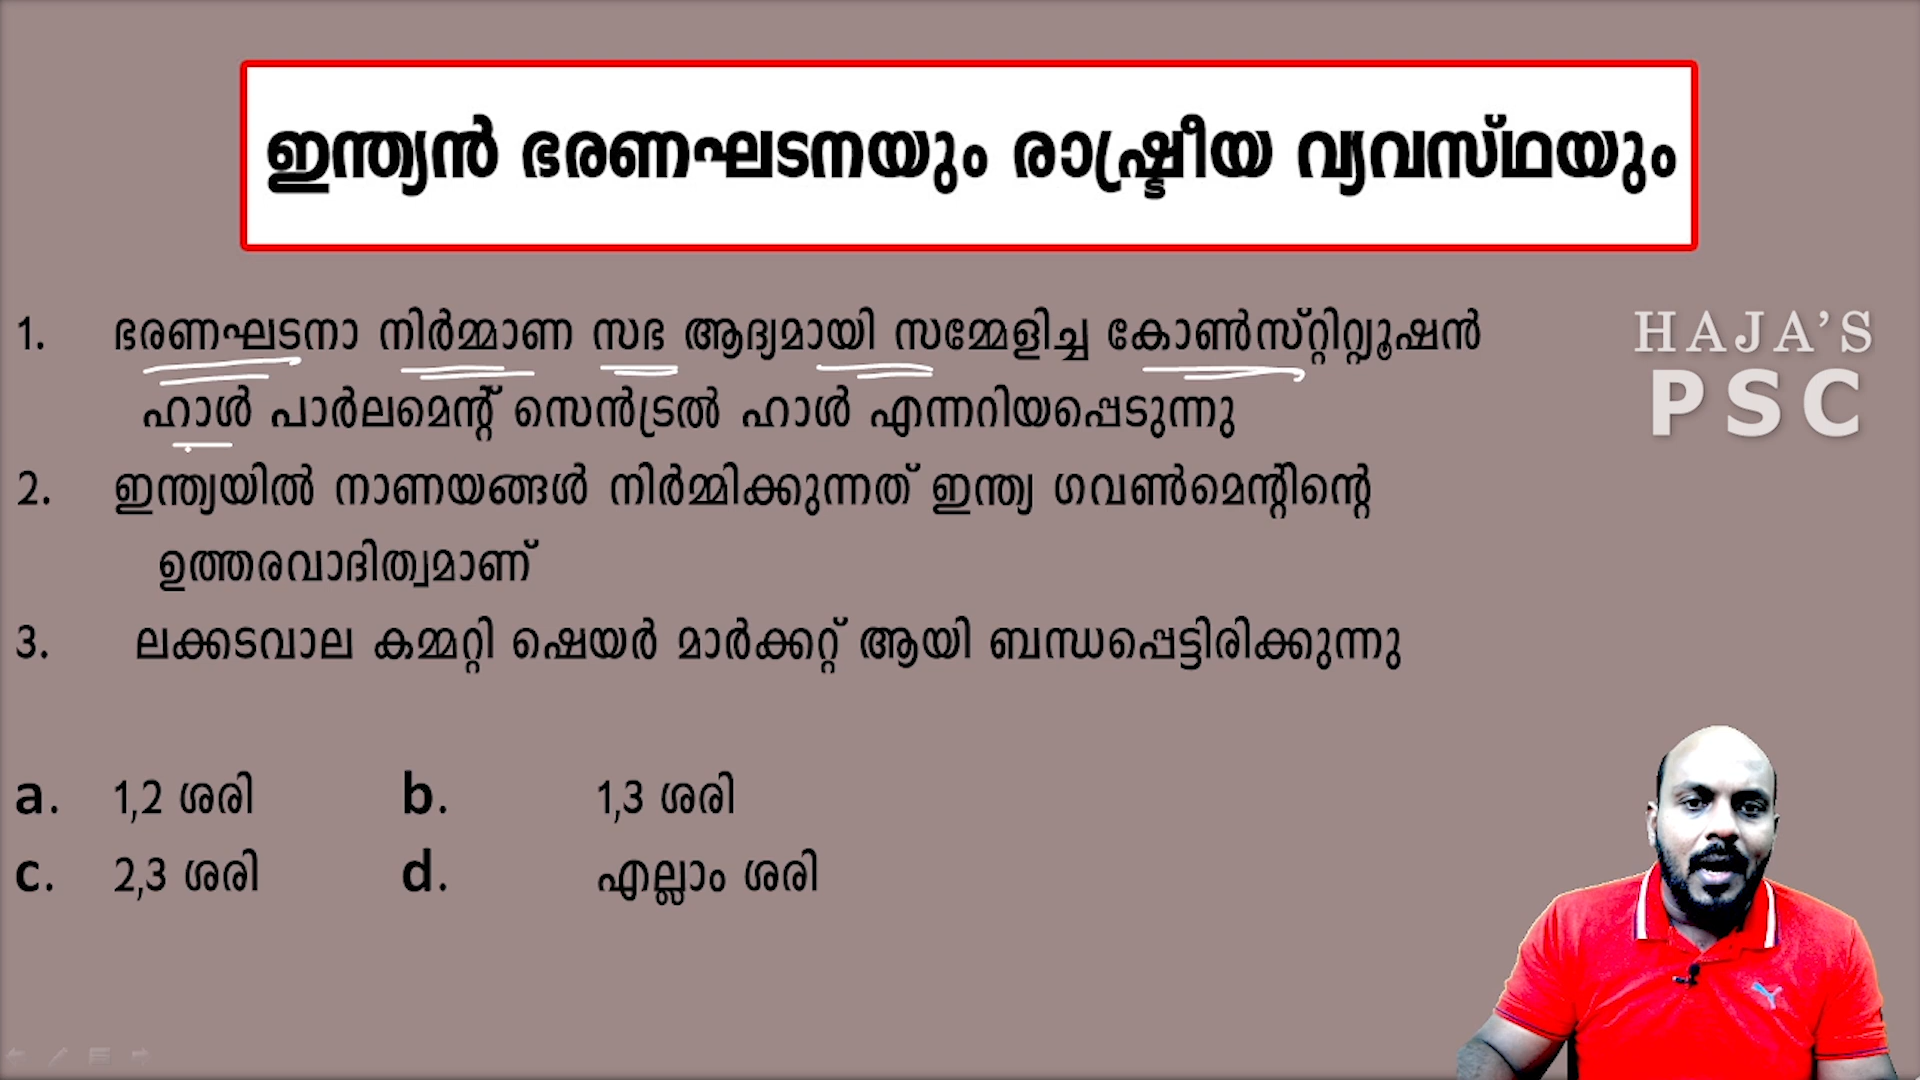 ഇന്ത്യൻ ഭരണഘടനയും രാഷ്ട്രീയ വ്യവസ്ഥയും
HAJA'S
PSC
1. ഭരണഘടനാ നിർമ്മാണ സഭ ആദ്യമായി സമ്മേളിച്ച കോൺസ്റ്റിറ്റ്യൂഷൻ
ഹാൾ പാർലമെന്റ് സെൻട്രൽ ഹാൾ എന്നറിയപ്പെടുന്നു
2. ഇന്ത്യയിൽ നാണയങ്ങൾ നിർമ്മിക്കുന്നത് ഇന്ത്യ ഗവൺമെന്റിന്റെ
ഉത്തരവാദിത്വമാണ്
3. ലക്കടവാല കമ്മറ്റി ഷെയർ മാർക്കറ്റ് ആയി ബന്ധപ്പെട്ടിരിക്കുന്നു
a. 1,2 ശരി b. 1,3 ശരി
c. 2,3 ശരി d. എല്ലാം ശരി